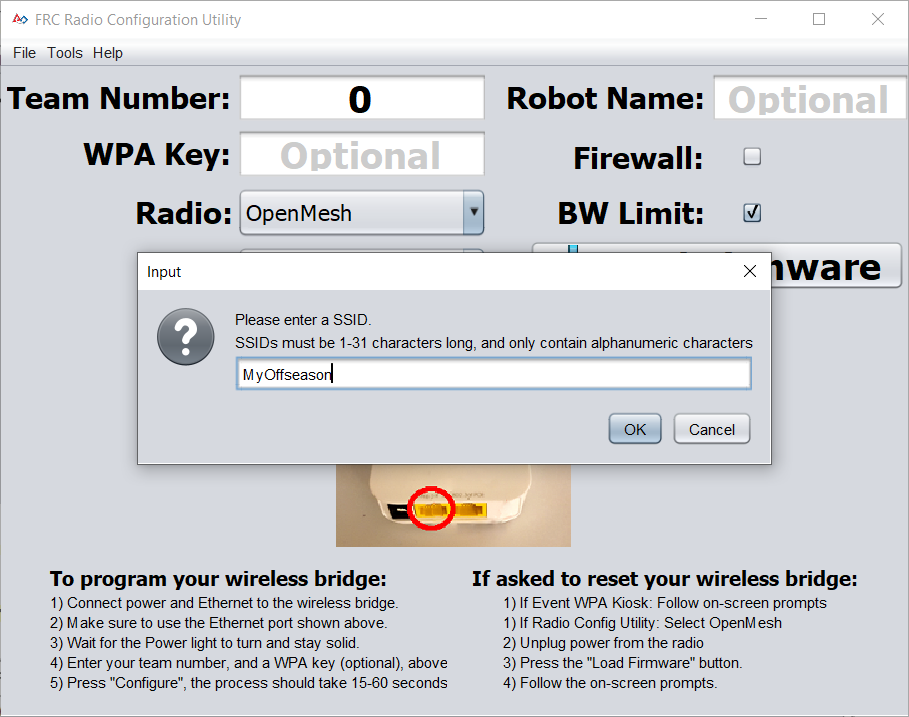 FRC Radio Configuration Utility
File Tools Help
Team Number: 0 Robot Name: Optional
WPA Key: Optional Firewall:
Radio: OpenMesh BW Limit:
Input
Please enter a SSID.
SSIDs must be 1-31 characters long, and only contain alphanumeric characters
MyOffseason
OK Cancel
To program your wireless bridge:
1) Connect power and Ethernet to the wireless bridge.
2) Make sure to use the Ethernet port shown above.
3) Wait for the Power light to turn and stay solid.
4) Enter your team number, and a WPA key (optional), above
5) Press "Configure", the process should take 15-60 seconds
If asked to reset your wireless bridge:
1) If Event WPA Kiosk: Follow on-screen prompts
1) If Radio Config Utility: Select OpenMesh
2) Unplug power from the radio
3) Press the "Load Firmware" button.
4) Follow the on-screen prompts.